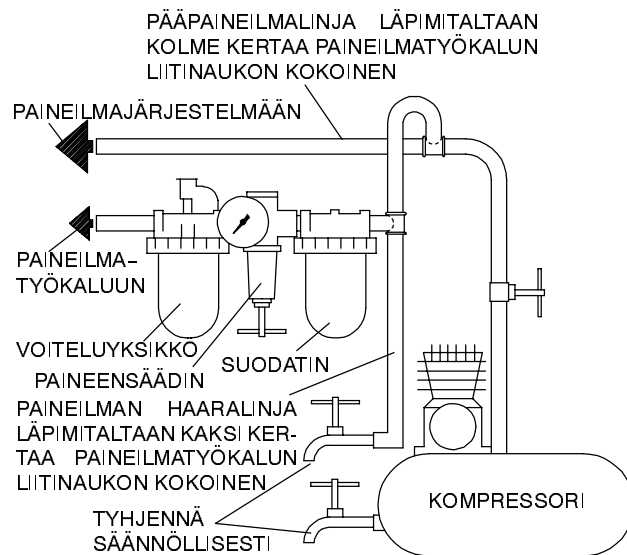 PÄÄPAINEILMALINJA LÄPIMITALTAAN
KOLME KERTAA PAINEILMATYÖKALUN
LIITINAUKON KOKOINEN
PAINEILMAJÄRJESTELMÄÄN
PAINEILMA-
TYÖKALUUN
VOITELUYKSIKKÖ
SUODATIN
PAINEENSÄÄDIN
PAINEILMAN HAARALINJA
LÄPIMITALTAAN KAKSI KER-
TAA PAINEILMATYÖKALUN
LIITINAUKON KOKOINEN
KOMPRESSORI
TYHJENNÄ
SÄÄNNÖLLISESTI